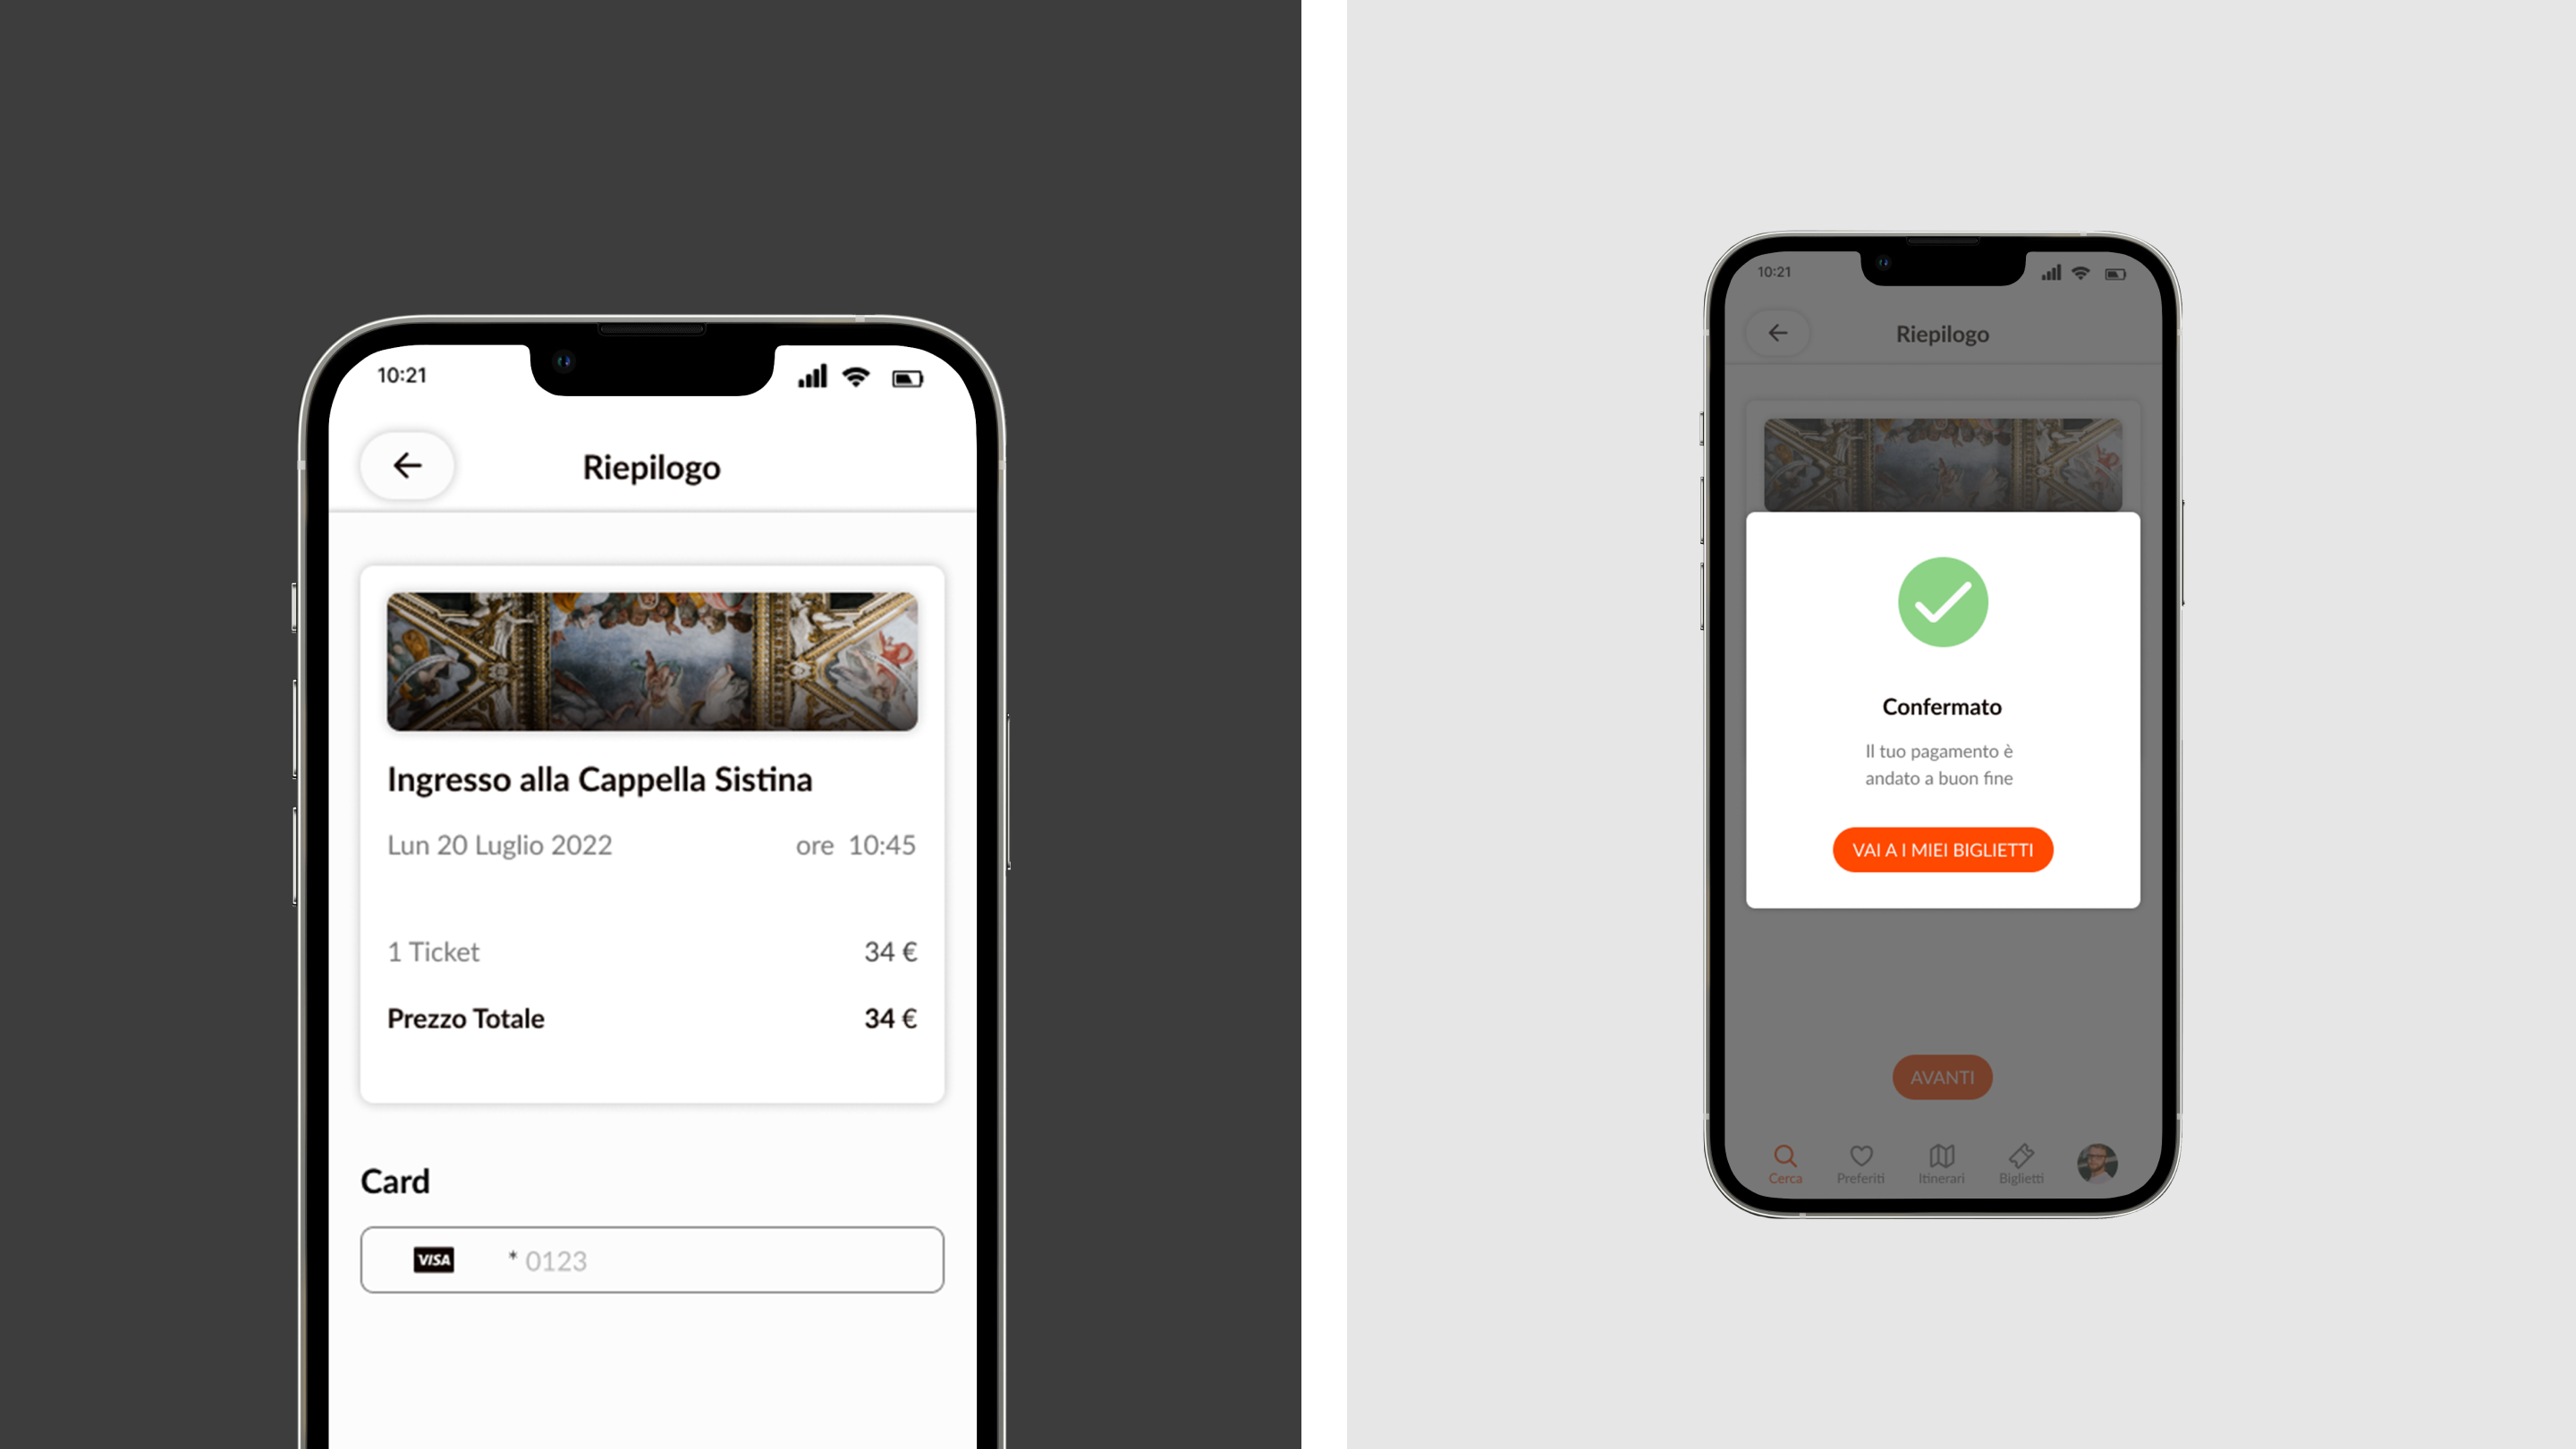 10:21
Riepilogo
Ingresso alla Cappella Sistina
Lun 20 Luglio 2022 ore 10:45
1 Ticket 34 €
Prezzo Totale 34 €
Card
VISA * 0123
10:21
Riepilogo
Confermato
Il tuo pagamento è
andato a buon fine
VAI A I MIEI BIGLIETTI
AVANTI
Cerca Preferiti Itinerari Biglietti